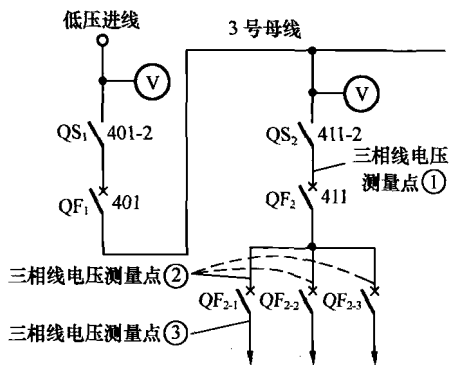 低压进线
3号母线
V
V
QS₁ 401-2
QS₂ 411-2
三相线电压
测量点①
QF₁ 401
QF₂ 411
三相线电压测量点②
QF₂₋₁ QF₂₋₂ QF₂₋₃
三相线电压测量点③